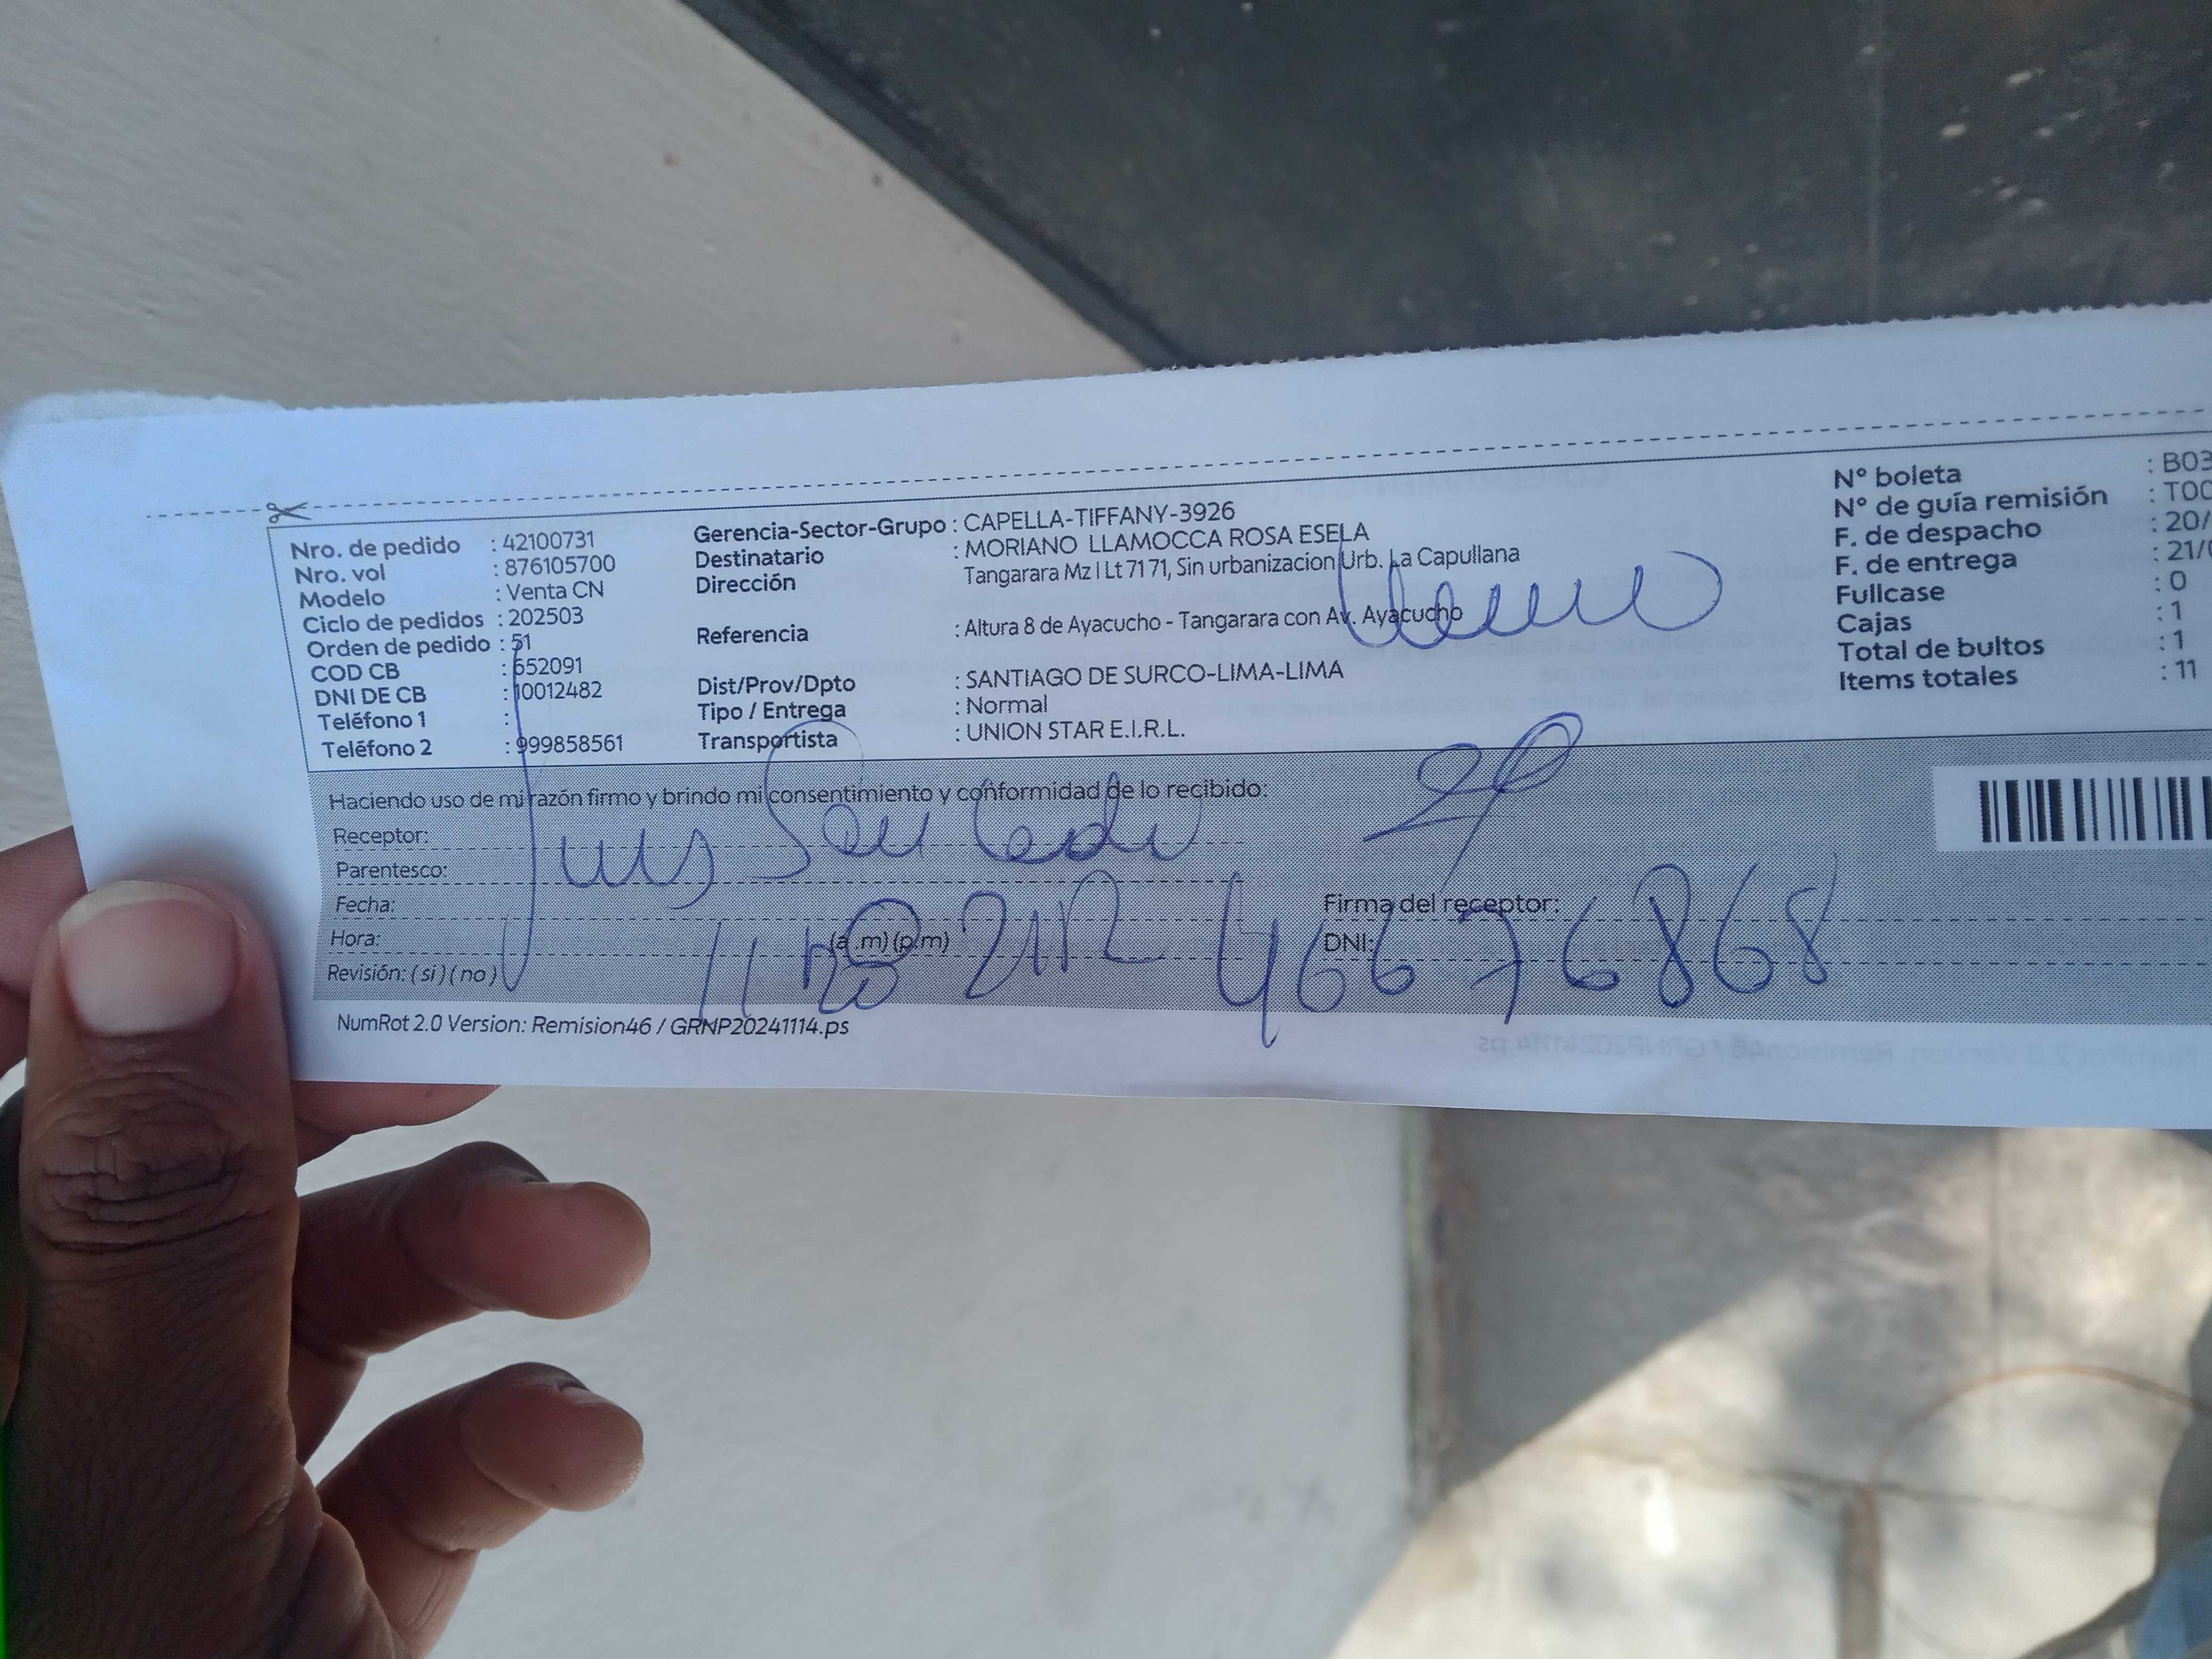 Nro. de pedido : 42100731
Nro. vol : 876105700
Modelo : Venta CN
Ciclo de pedidos : 202503
Orden de pedido : 51
COD CB : 652091
DNI DE CB : 10012482
Teléfono 1 :
Teléfono 2 : 999858561
Gerencia-Sector-Grupo : CAPELLA-TIFFANY-3926
Destinatario : MORIANO LLAMOCCA ROSA ESELA
Dirección Tangarara Mz I Lt 71 71, Sin urbanizacion Urb. La Capullana
Referencia : Altura 8 de Ayacucho - Tangarara con Av. Ayacucho
Dist/Prov/Dpto : SANTIAGO DE SURCO-LIMA-LIMA
Tipo / Entrega : Normal
Transportista : UNION STAR E.I.R.L.
N° boleta : B03
N° de guía remisión : T00
F. de despacho : 20/
F. de entrega : 21/0
Fullcase : 0
Cajas : 1
Total de bultos : 1
Items totales : 11
Haciendo uso de mi razón firmo y brindo mi consentimiento y conformidad de lo recibido:
Receptor: Luis
Parentesco:
Fecha:
Hora: (a .m) (p.m)
Revisión: ( si ) ( no )
Firma del receptor:
DNI: 46676868
NumRot 2.0 Version: Remision46 / GRNP20241114.ps